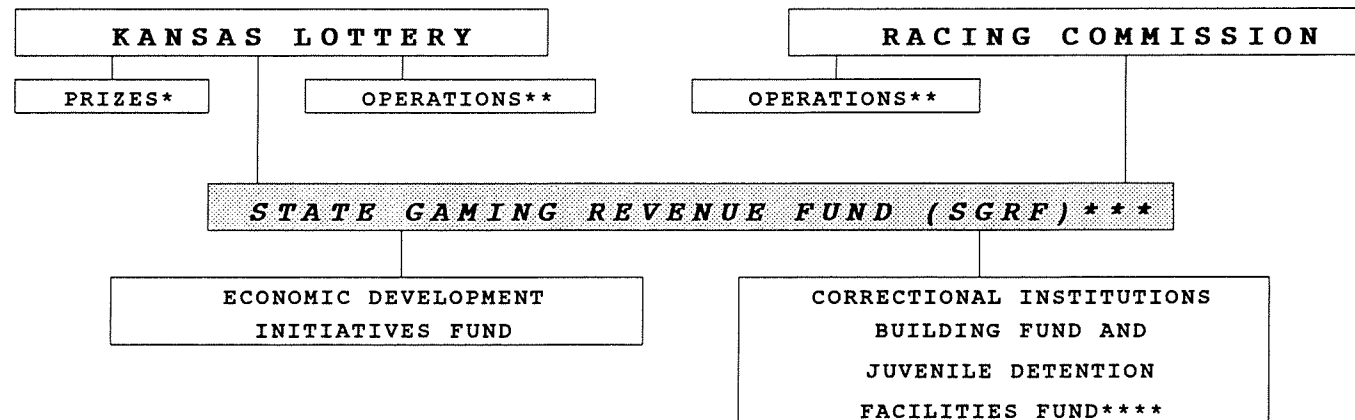 KANSAS LOTTERY
RACING COMMISSION
PRIZES*
OPERATIONS**
OPERATIONS**
STATE GAMING REVENUE FUND (SGRF)***
ECONOMIC DEVELOPMENT
INITIATIVES FUND
CORRECTIONAL INSTITUTIONS
BUILDING FUND AND
JUVENILE DETENTION
FACILITIES FUND****